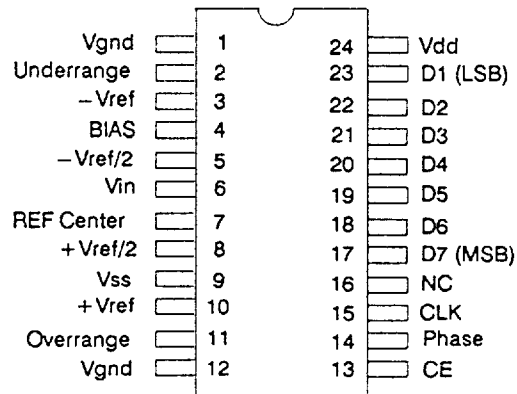 Vgnd 1 24 Vdd
Underrange 2 23 D1 (LSB)
−Vref 3 22 D2
BIAS 4 21 D3
−Vref/2 5 20 D4
Vin 6 19 D5
REF Center 7 18 D6
+Vref/2 8 17 D7 (MSB)
Vss 9 16 NC
+Vref 10 15 CLK
Overrange 11 14 Phase
Vgnd 12 13 CE